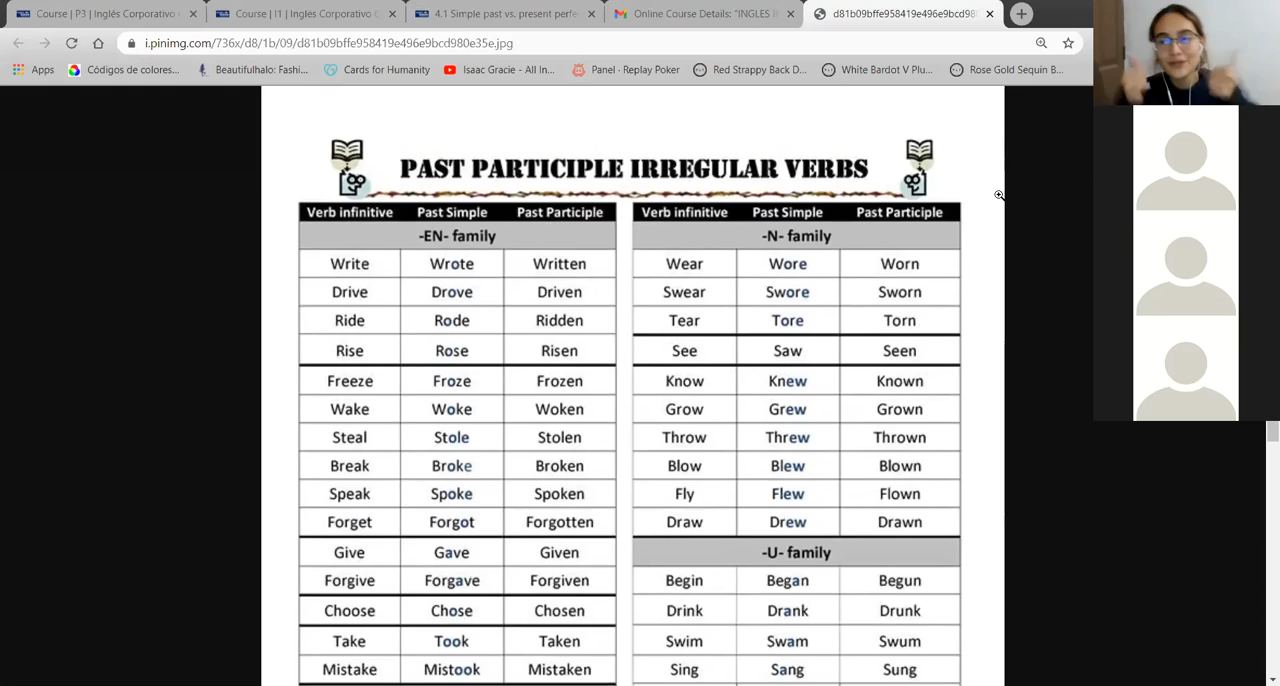 Course | P3 | Inglés Corporativo
Course | I1 | Inglés Corporativo C
4.1 Simple past vs. present perfe
Online Course Details: "INGLES I
d81b09bffe958419e496e9bcd980
i.pinimg.com/736x/d8/1b/09/d81b09bffe958419e496e9bcd980e35e.jpg
Apps
Códigos de colores...
Beautifulhalo: Fashi...
Cards for Humanity
Isaac Gracie - All In...
Panel · Replay Poker
Red Strappy Back D...
White Bardot V Plu...
Rose Gold Sequin B...
PAST PARTICIPLE IRREGULAR VERBS
Verb infinitive Past Simple Past Participle
-EN- family
Write Wrote Written
Drive Drove Driven
Ride Rode Ridden
Rise Rose Risen
Freeze Froze Frozen
Wake Woke Woken
Steal Stole Stolen
Break Broke Broken
Speak Spoke Spoken
Forget Forgot Forgotten
Give Gave Given
Forgive Forgave Forgiven
Choose Chose Chosen
Take Took Taken
Mistake Mistook Mistaken
Verb infinitive Past Simple Past Participle
-N- family
Wear Wore Worn
Swear Swore Sworn
Tear Tore Torn
See Saw Seen
Know Knew Known
Grow Grew Grown
Throw Threw Thrown
Blow Blew Blown
Fly Flew Flown
Draw Drew Drawn
-U- family
Begin Began Begun
Drink Drank Drunk
Swim Swam Swum
Sing Sang Sung